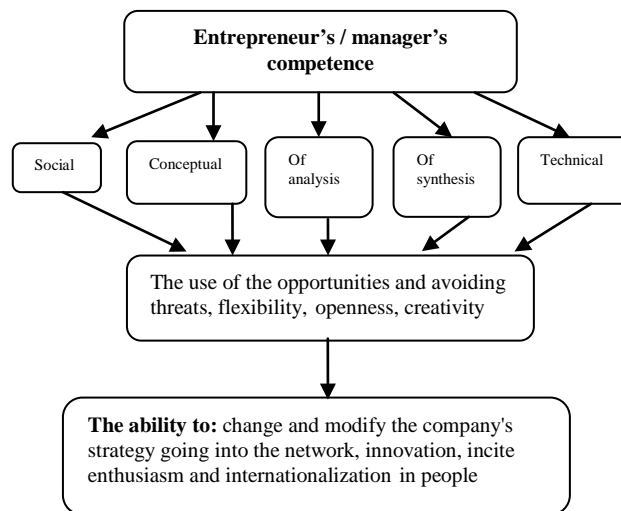 Entrepreneur's / manager's
competence
Social
Conceptual
Of
analysis
Of
synthesis
Technical
The use of the opportunities and avoiding
threats, flexibility, openness, creativity
The ability to: change and modify the company's
strategy going into the network, innovation, incite
enthusiasm and internationalization in people